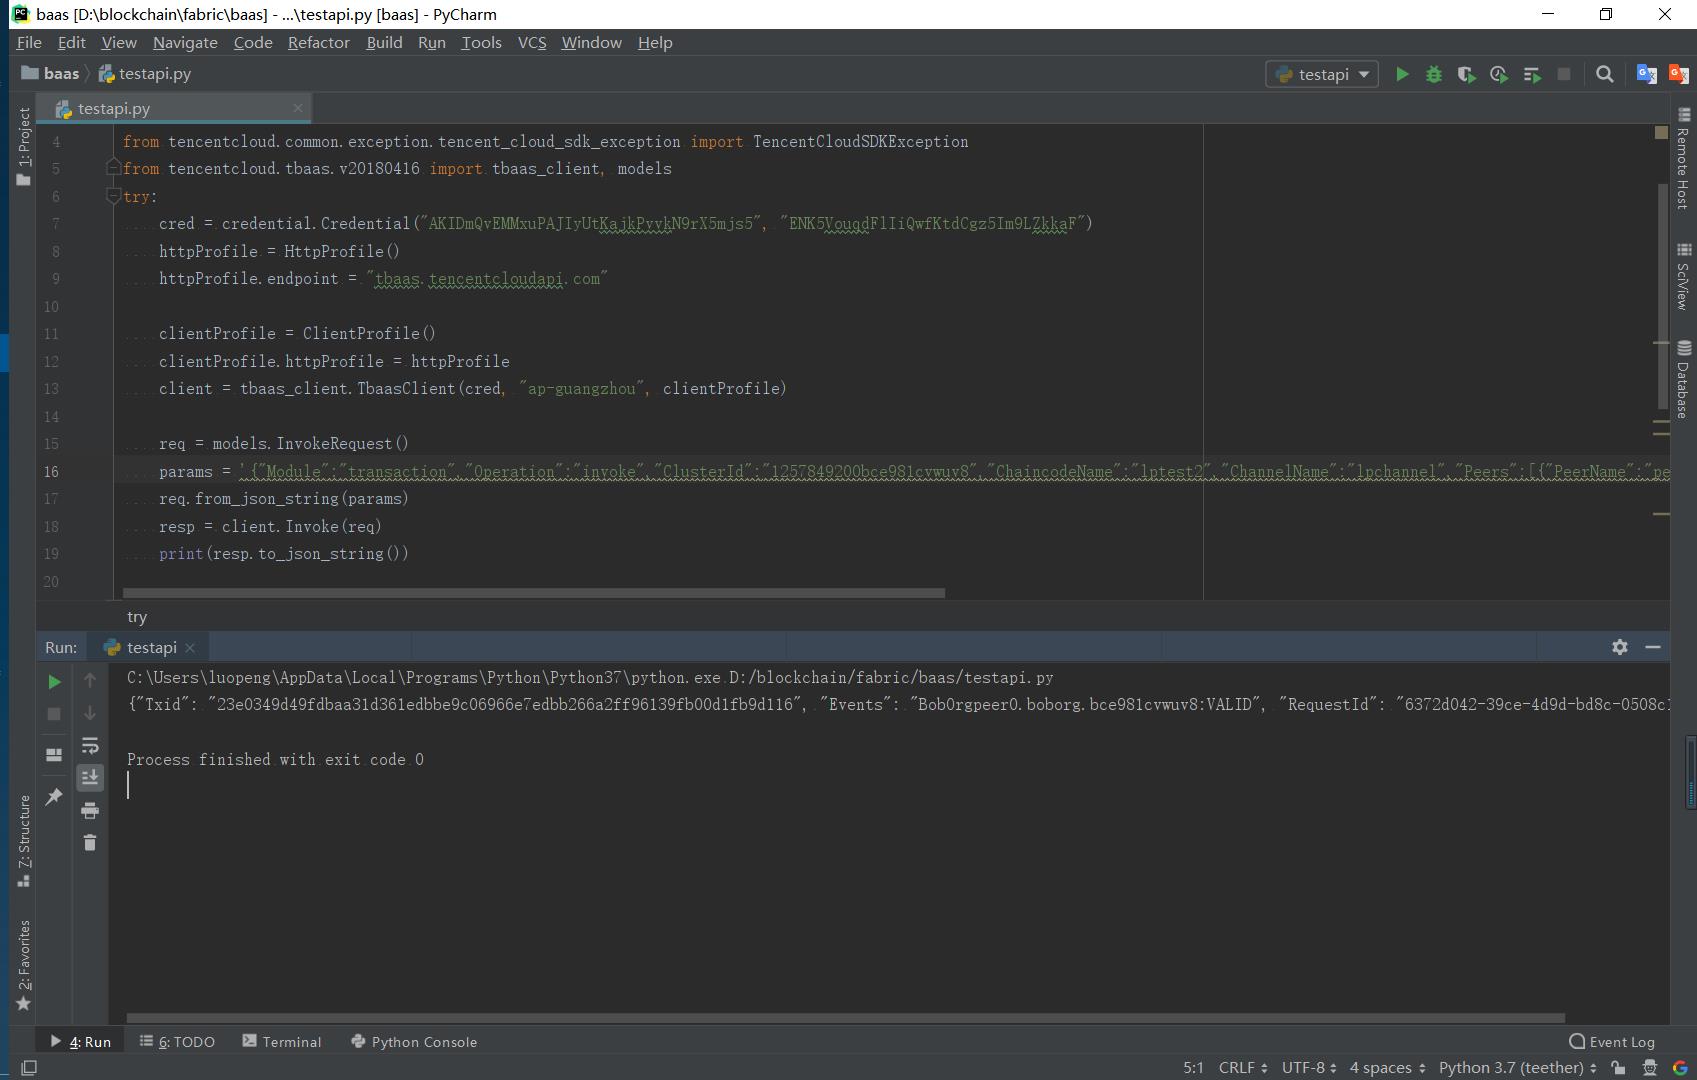 baas [D:\blockchain\fabric\baas] - ...\testapi.py [baas] - PyCharm
File Edit View Navigate Code Refactor Build Run Tools VCS Window Help
baas testapi.py testapi
testapi.py
1: Project
4 from tencentcloud.common.exception.tencent_cloud_sdk_exception import TencentCloudSDKException
5 from tencentcloud.tbaas.v20180416 import tbaas_client, models
6 try:
7 cred = credential.Credential("AKIDmQvEMMxuPAJIyUtKajkPyvkN9rX5mjs5", "ENK5VouqdFlIiQwfKtdCgz5Im9LZkkaF")
8 httpProfile = HttpProfile()
9 httpProfile.endpoint = "tbaas.tencentcloudapi.com"
10
11 clientProfile = ClientProfile()
12 clientProfile.httpProfile = httpProfile
13 client = tbaas_client.TbaasClient(cred, "ap-guangzhou", clientProfile)
14
15 req = models.InvokeRequest()
16 params = '{"Module":"transaction","Operation":"invoke","ClusterId":"1257849200bce981cvwuv8","ChaincodeName":"lptest2","ChannelName":"lpchannel","Peers":[{"PeerName":"pe
17 req.from_json_string(params)
18 resp = client.Invoke(req)
19 print(resp.to_json_string())
20
try
Remote Host
SciView
Database
Run: testapi
C:\Users\luopeng\AppData\Local\Programs\Python\Python37\python.exe D:/blockchain/fabric/baas/testapi.py
{"Txid": "23e0349d49fdbaa31d361edbbe9c06966e7edbb266a2ff96139fb00d1fb9d116", "Events": "BobOrgpeer0.boborg.bce981cvwuv8:VALID", "RequestId": "6372d042-39ce-4d9d-bd8c-0508c1
Process finished with exit code 0
7: Structure
2: Favorites
4: Run 6: TODO Terminal Python Console Event Log
5:1 CRLF UTF-8 4 spaces Python 3.7 (teether)